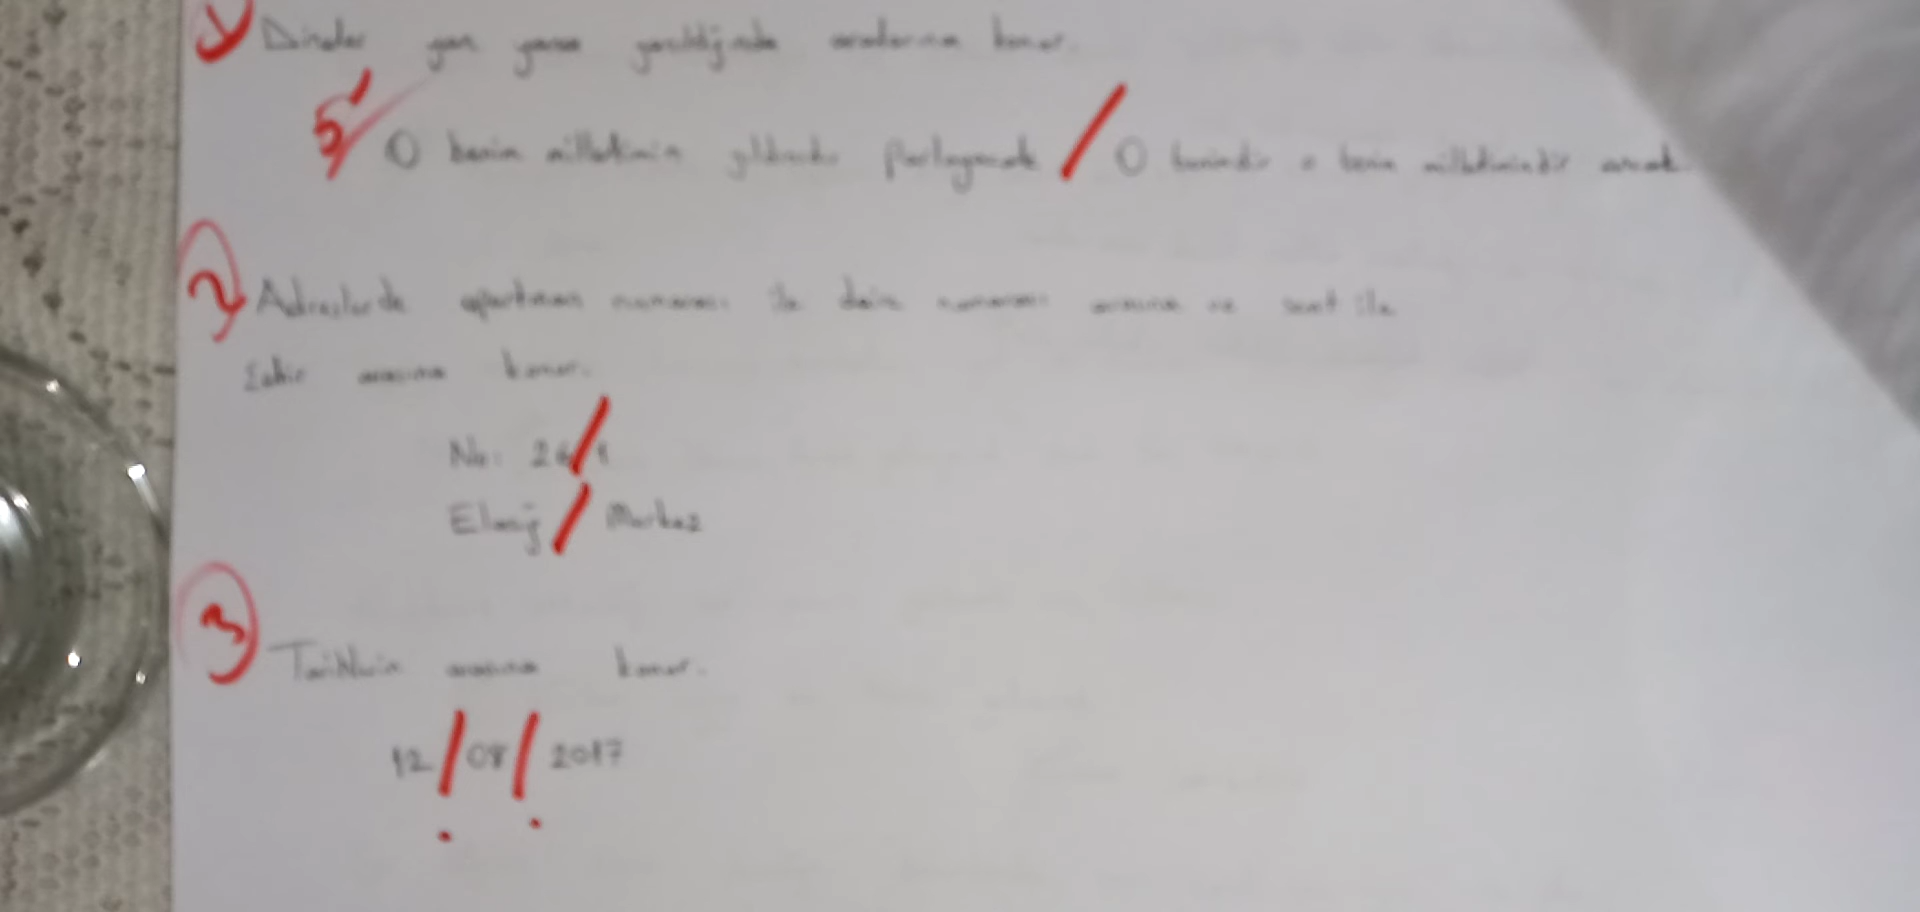 1 Dizeler yan yana yazıldığında aralarına konur.
O benim milletimin yıldızıdır parlayacak / O benimdir o benim milletimindir ancak
2 Adreslerde apartman numarası ile daire numarası arasına ve semt ile
şehir arasına konur.
No: 26/1
Elazığ / Merkez
3 Tarihlerin arasına konur.
12/08/2017